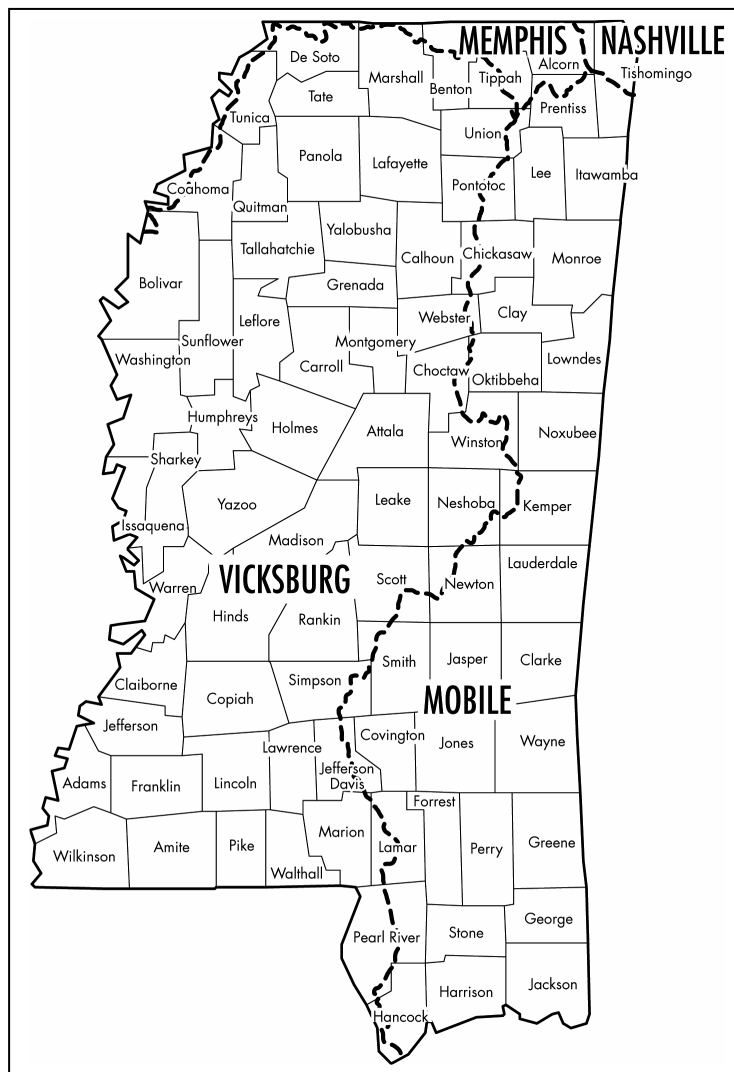 MEMPHIS NASHVILLE
De Soto
Marshall
Benton
Tippah
Alcorn
Tishomingo
Tate
Tunica
Prentiss
Union
Panola
Lafayette
Pontotoc
Lee
Itawamba
Coahoma
Quitman
Yalobusha
Tallahatchie
Calhoun
Chickasaw
Monroe
Bolivar
Grenada
Leflore
Webster
Clay
Sunflower
Montgomery
Washington
Carroll
Choctaw
Oktibbeha
Lowndes
Humphreys
Holmes
Attala
Winston
Noxubee
Sharkey
Yazoo
Leake
Neshoba
Kemper
Issaquena
Madison
Lauderdale
Warren
VICKSBURG
Scott
Newton
Hinds
Rankin
Smith
Jasper
Clarke
Claiborne
Simpson
Copiah
MOBILE
Jefferson
Lawrence
Covington
Jones
Wayne
Adams
Franklin
Lincoln
Jefferson
Davis
Forrest
Marion
Lamar
Wilkinson
Amite
Pike
Walthall
Perry
Greene
Pearl River
Stone
George
Harrison
Jackson
Hancock